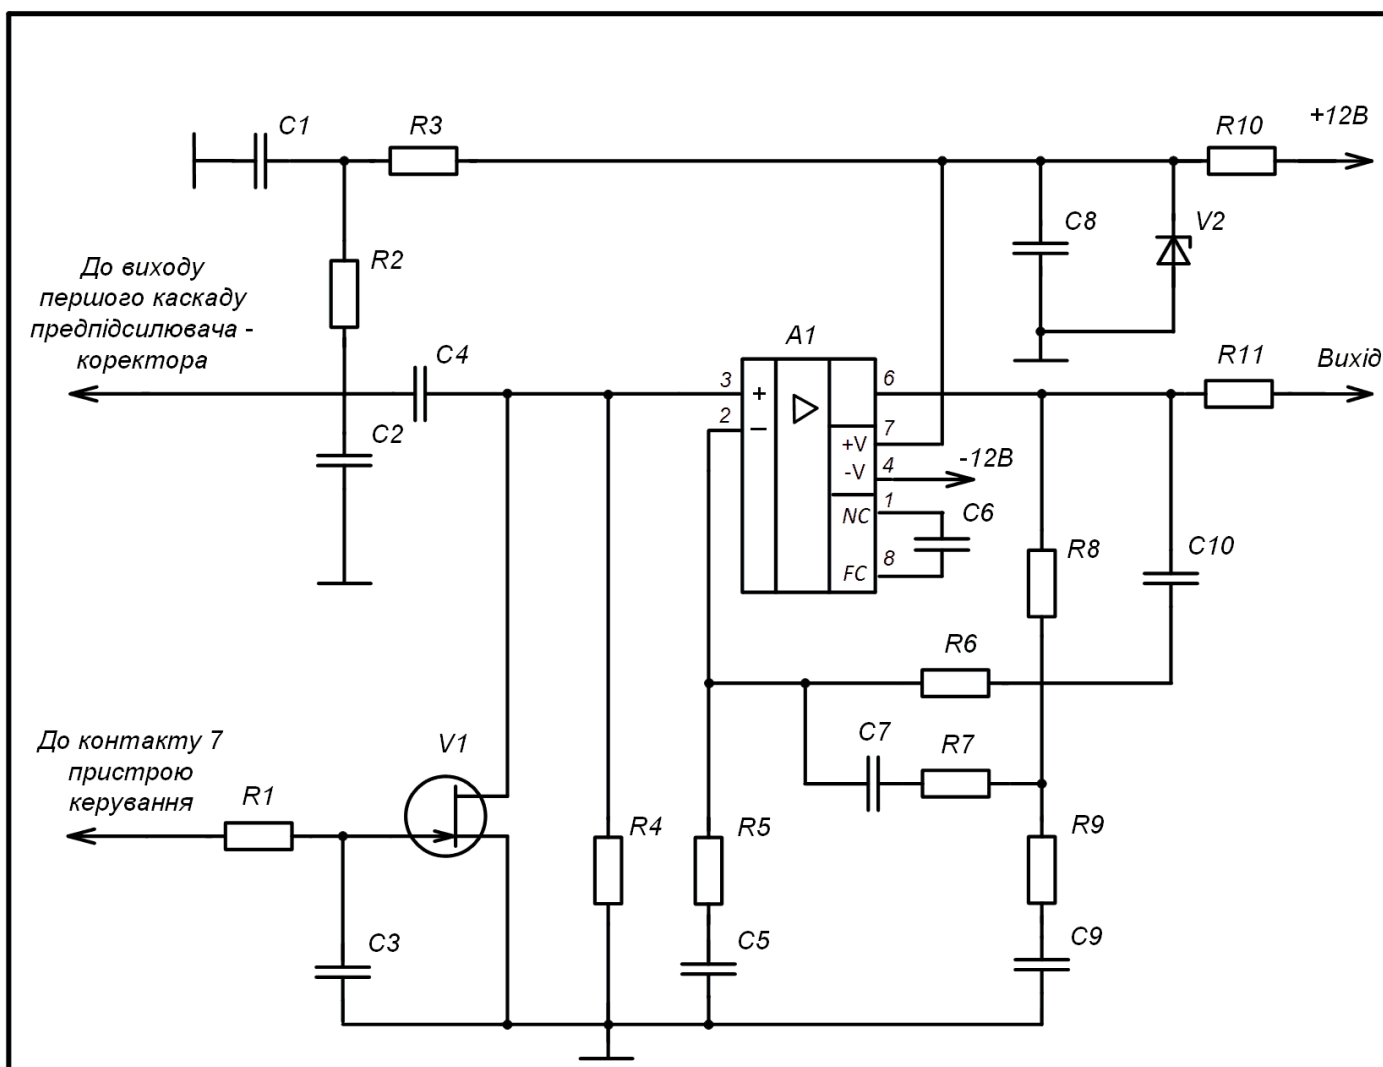 C1
R3
R10
+12В
R2
C8
V2
До виходу
першого каскаду
предпідсилювача -
коректора
C4
A1
R11
Вихід
3
+
6
2
−
7
+V
C2
-V
4
-12В
1
NC
C6
8
FC
R8
C10
R6
До контакту 7
пристрою
керування
V1
C7
R7
R1
R4
R5
R9
C3
C5
C9